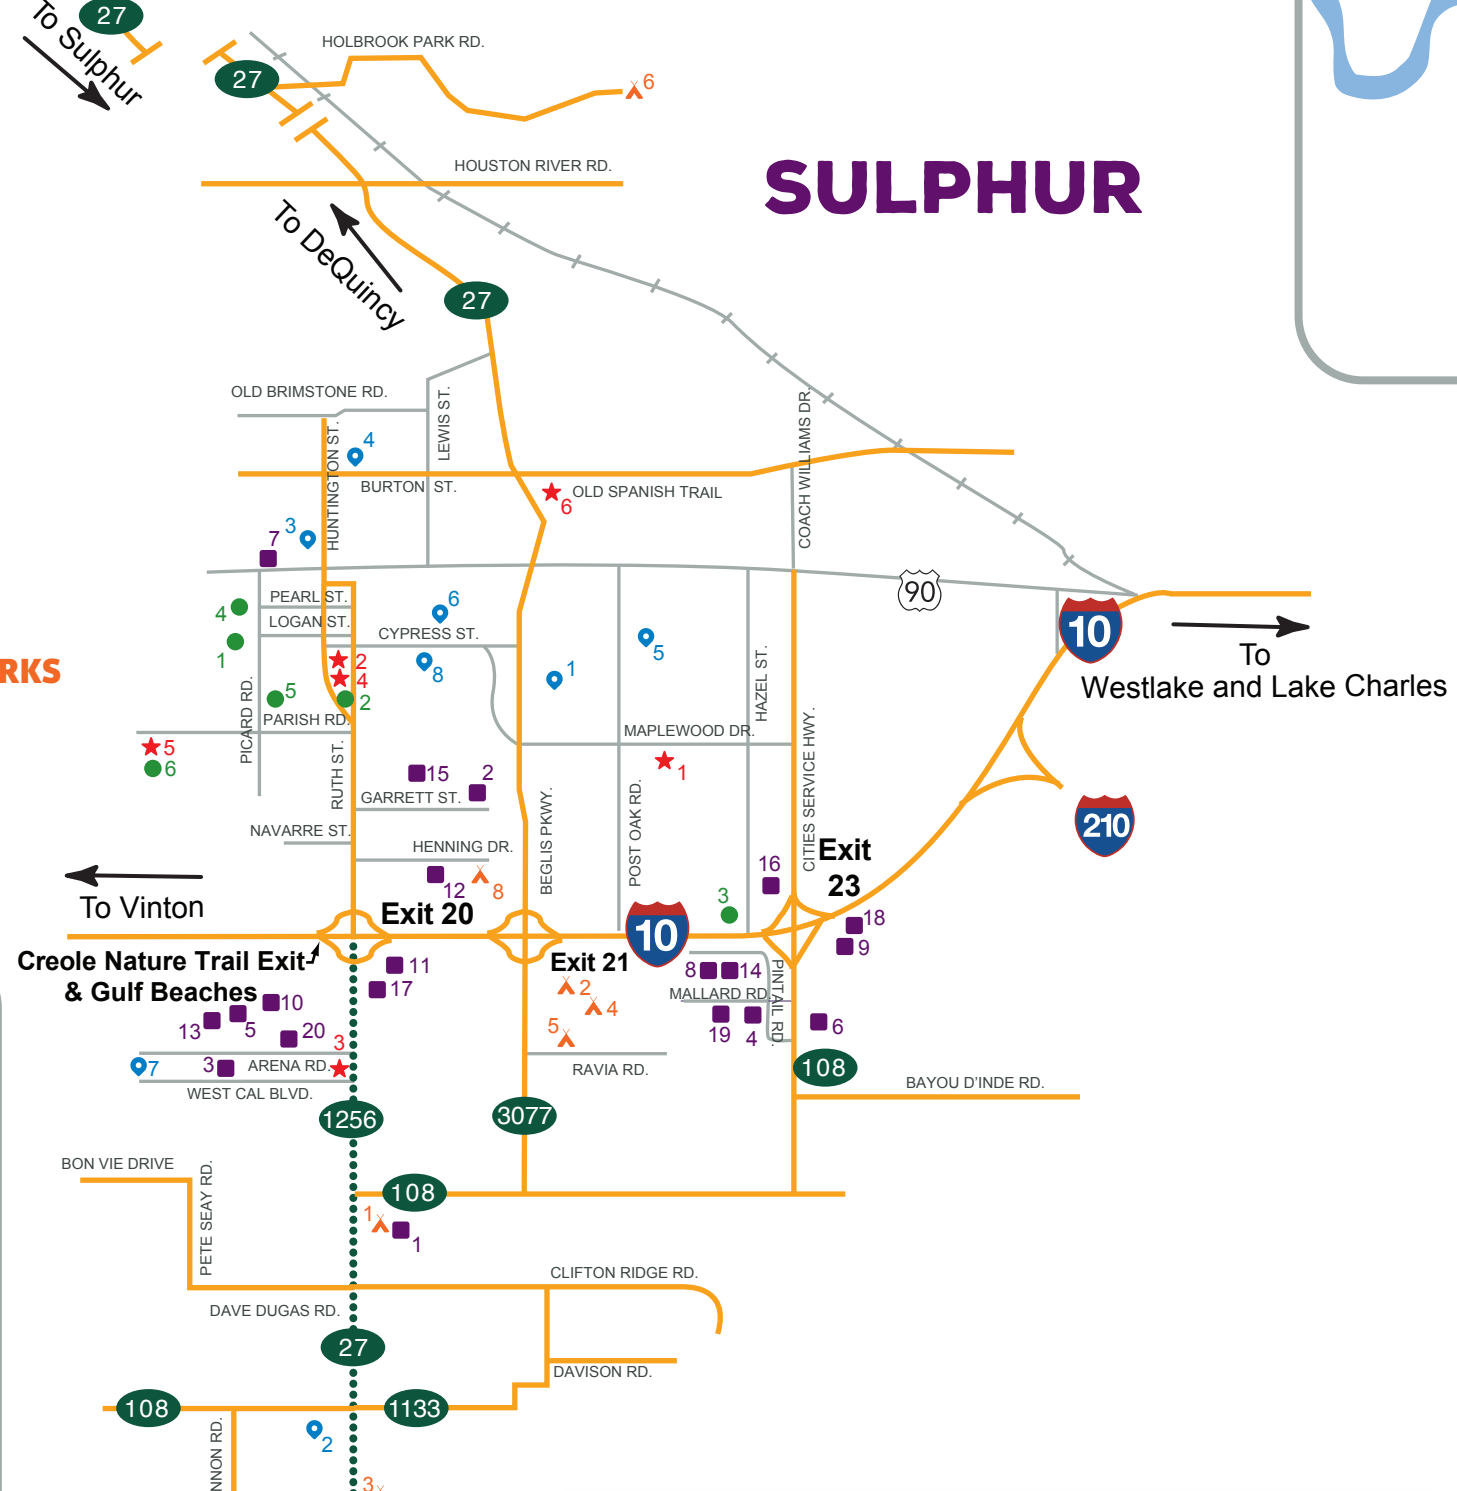 27
To Sulphur
27
HOLBROOK PARK RD.
6
HOUSTON RIVER RD.
SULPHUR
To DeQuincy
27
OLD BRIMSTONE RD.
LEWIS ST.
HUNTINGTON ST.
4
COACH WILLIAMS DR.
BURTON ST.
6
OLD SPANISH TRAIL
3
7
90
PEARL ST.
4
LOGAN ST.
6
CYPRESS ST.
10
1
2
4
8
1
5
HAZEL ST.
To
Westlake and Lake Charles
RKS
PICARD RD.
5
2
PARISH RD.
5
6
MAPLEWOOD DR.
1
RUTH ST.
15
2
GARRETT ST.
BEGLIS PKWY.
POST OAK RD.
CITIES SERVICE HWY.
210
NAVARRE ST.
HENNING DR.
12
8
16
Exit
23
To Vinton
Exit 20
3
10
18
9
Creole Nature Trail Exit
& Gulf Beaches
11
17
Exit 21
2
4
5
8
14
MALLARD RD.
PINTAIL RD.
19
4
6
10
13
5
20
3
7
3
ARENA RD.
WEST CAL BLVD.
RAVIA RD.
108
BAYOU D'INDE RD.
1256
3077
BON VIE DRIVE
PETE SEAY RD.
108
1
1
CLIFTON RIDGE RD.
DAVE DUGAS RD.
27
DAVISON RD.
108
1133
NNON RD.
2
3